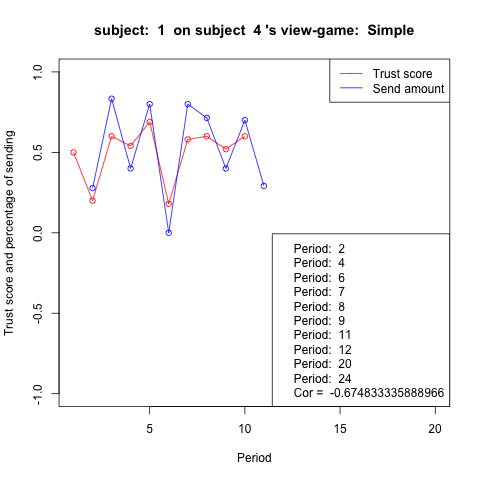 subject:  1  on subject  4 's view-game:  Simple
Trust score and percentage of sending
1.0
0.5
0.0
-0.5
-1.0
Trust score
Send amount
Period:  2
Period:  4
Period:  6
Period:  7
Period:  8
Period:  9
Period:  11
Period:  12
Period:  20
Period:  24
Cor =  -0.674833335888966
5
10
15
20
Period